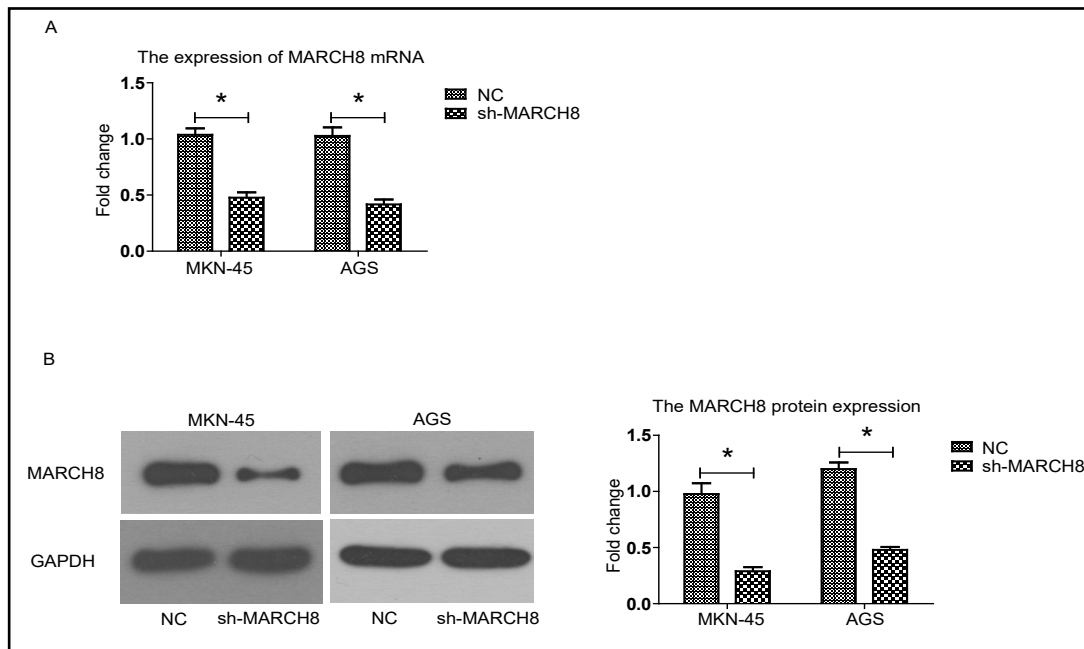 A
The expression of MARCH8 mRNA
1.5
1.0
0.5
0.0
Fold change
*
*
NC
sh-MARCH8
MKN-45 AGS
B
MKN-45 AGS
MARCH8
GAPDH
NC sh-MARCH8 NC sh-MARCH8
The MARCH8 protein expression
1.5
1.0
0.5
0.0
Fold change
*
*
NC
sh-MARCH8
MKN-45 AGS